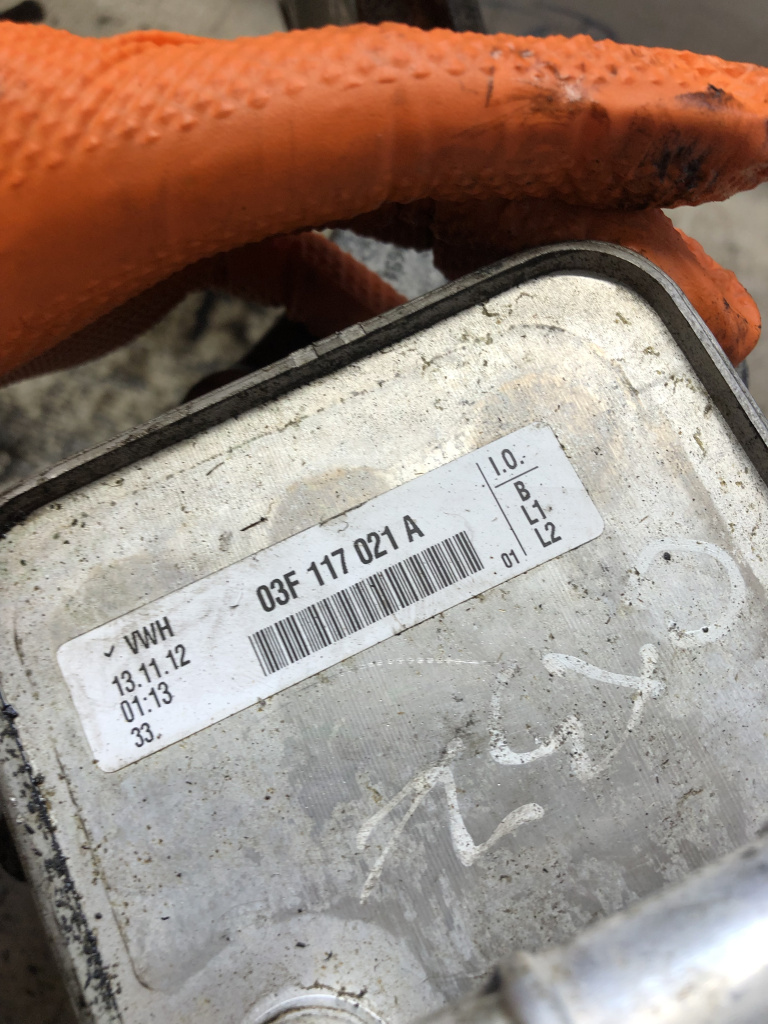 VWH
13.11.12
01:13
33.
03F 117 021 A
01
I.O.
B
L1
L2